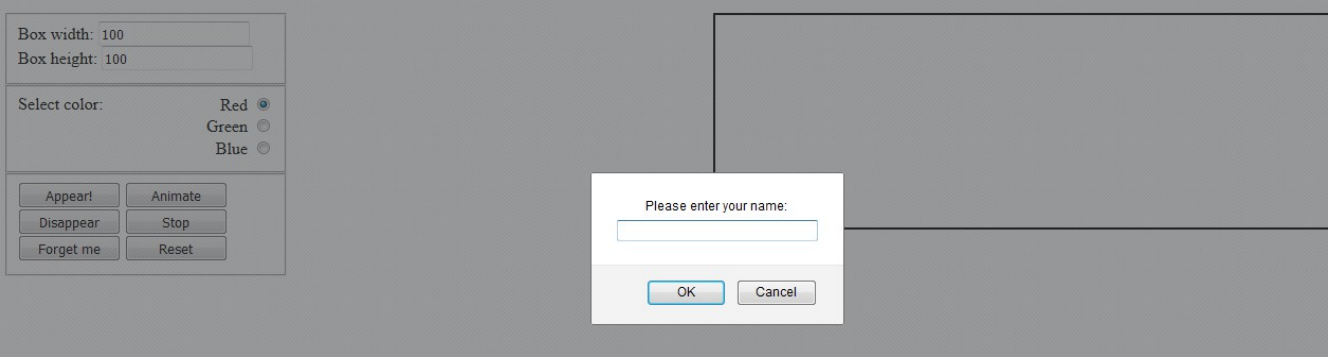 Box width: 100
Box height: 100
Select color: Red
Green
Blue
Appear! Animate
Disappear Stop
Forget me Reset
Please enter your name:
OK Cancel